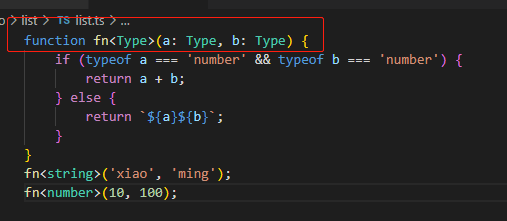 o > list > TS list.ts > ...
function fn<Type>(a: Type, b: Type) {
    if (typeof a === 'number' && typeof b === 'number') {
        return a + b;
    } else {
        return `${a}${b}`;
    }
}
fn<string>('xiao', 'ming');
fn<number>(10, 100);